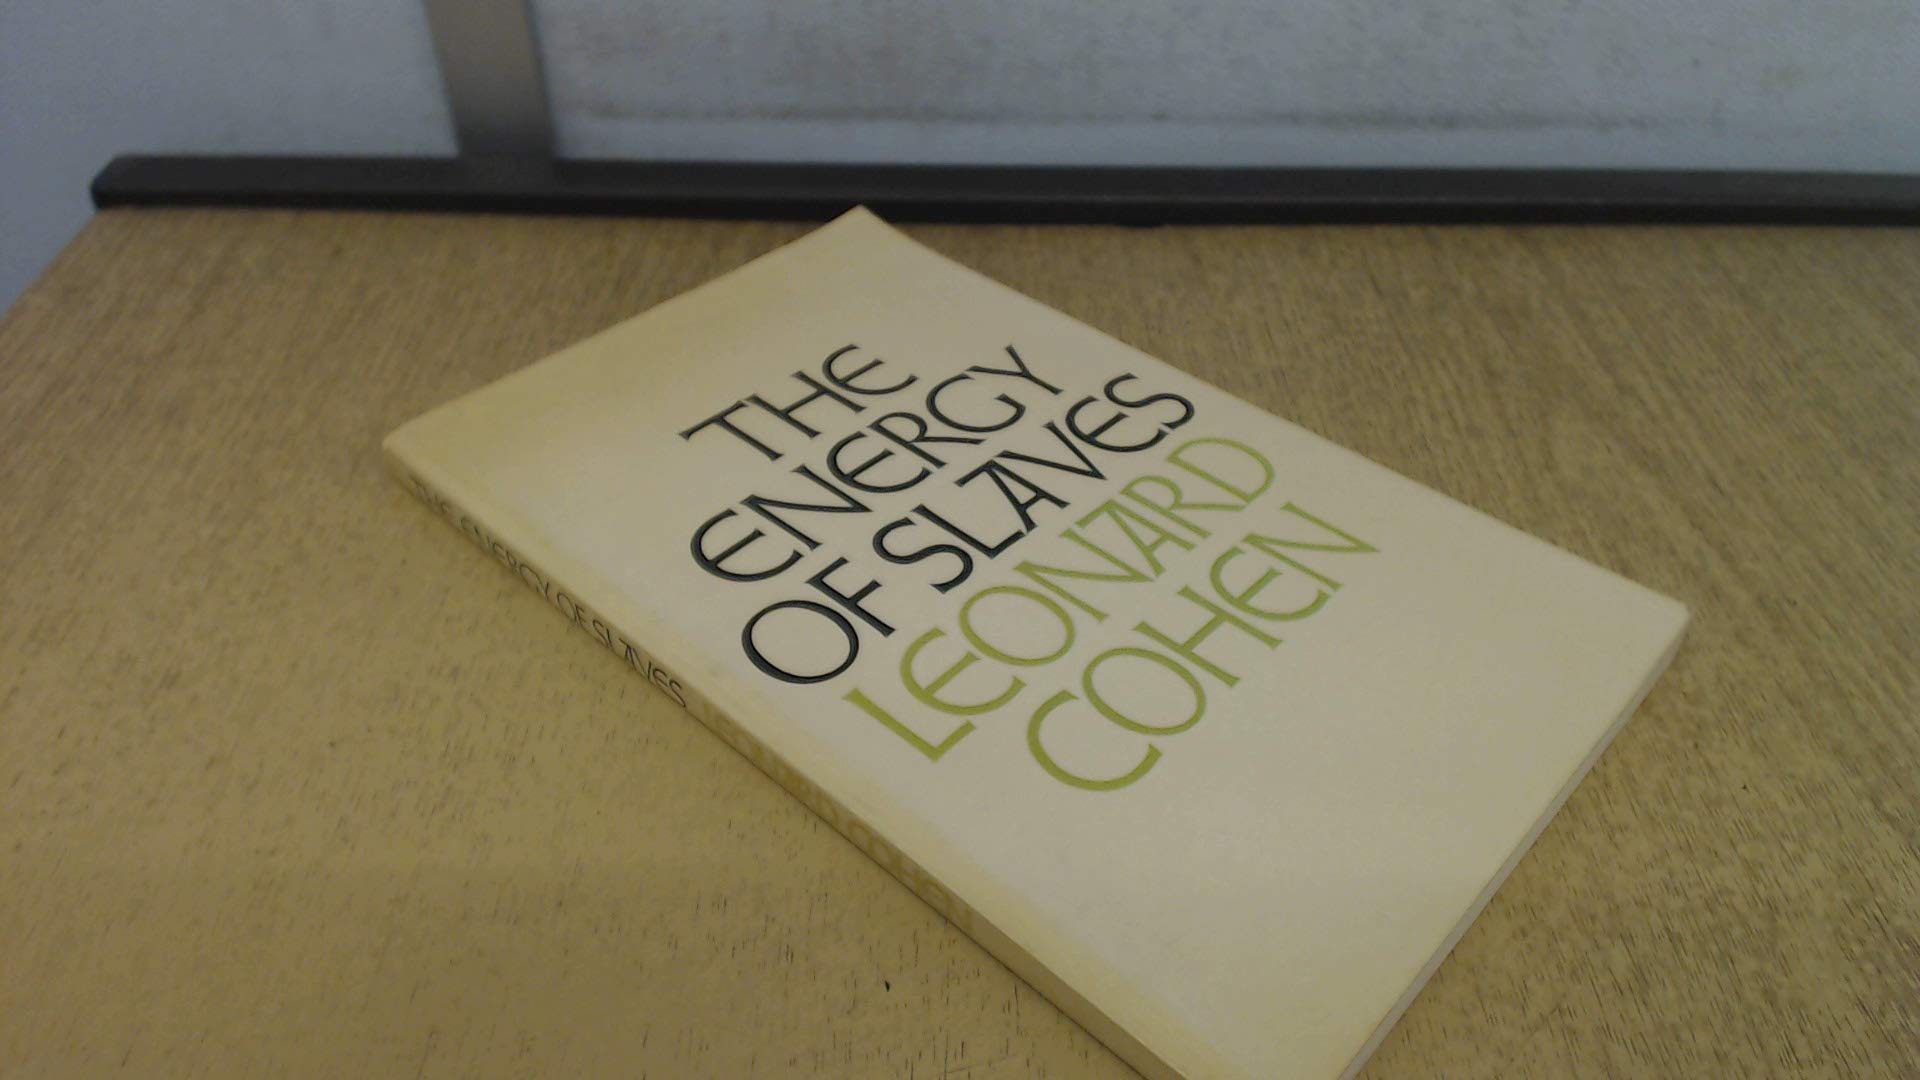 THE
ENERGY
OF SLAVES
LEONARD
COHEN
THE ENERGY OF SLAVES